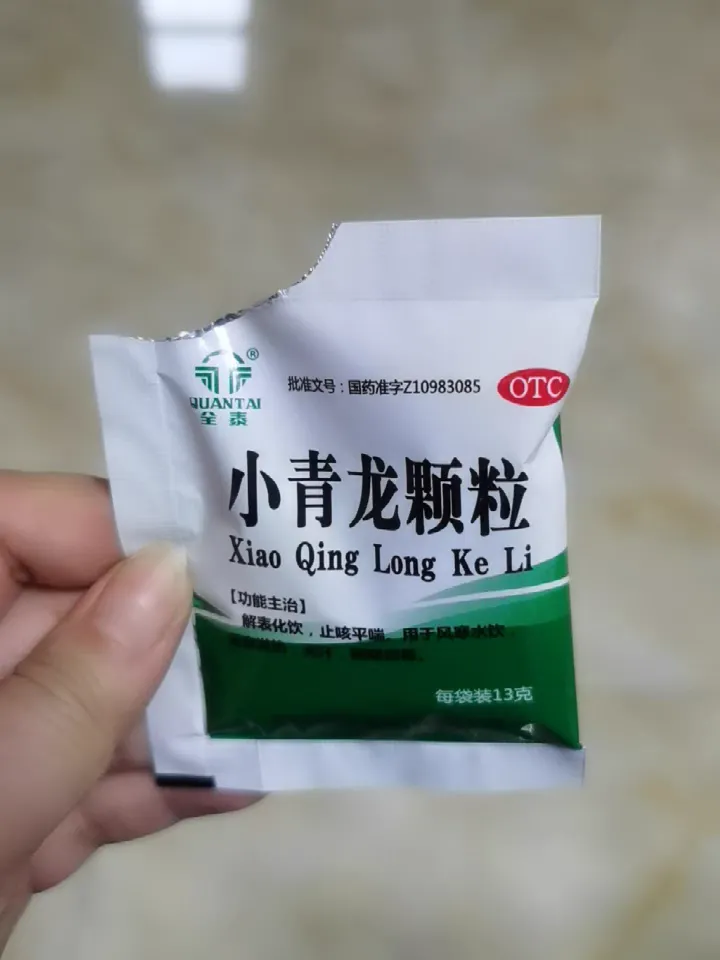 QUANTAI®
全泰
批准文号：国药准字Z10983085
OTC
小青龙颗粒
Xiao Qing Long Ke Li
【功能主治】
解表化饮，止咳平喘。用于风寒水饮，
每袋装13克